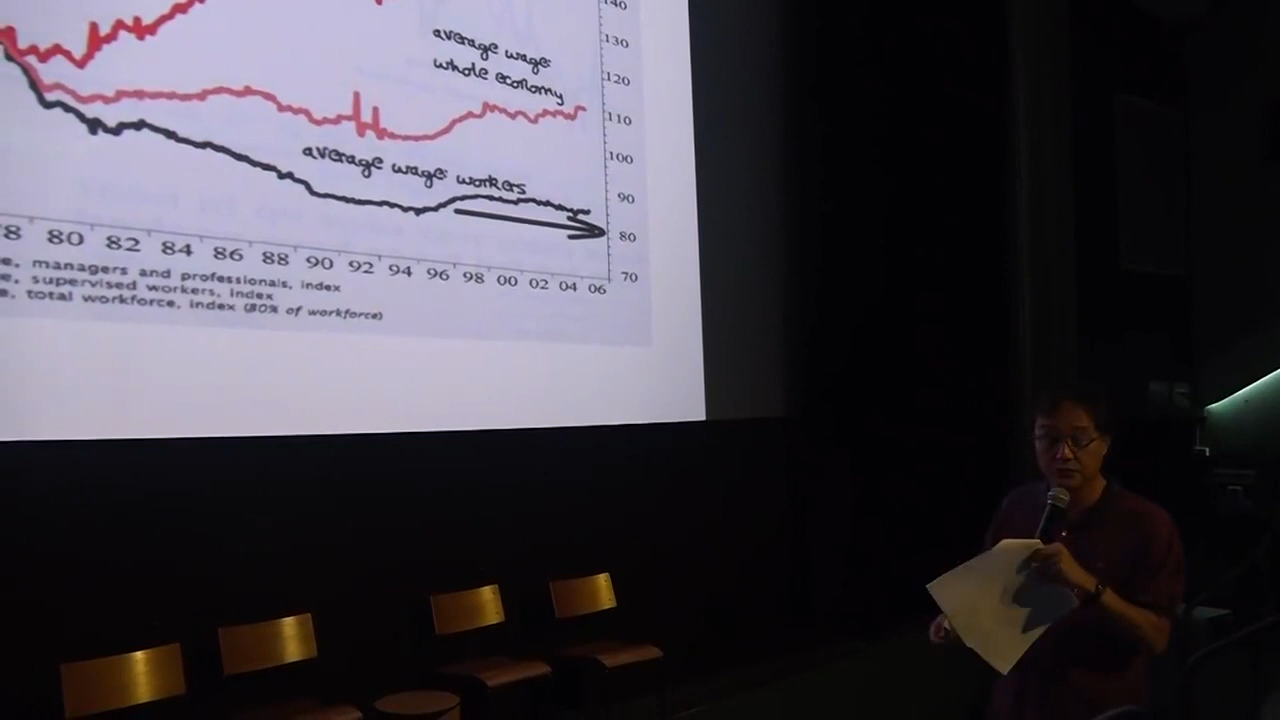 140
130
average wage:
whole economy
120
110
average wage: workers
100
90
80
70
8 80 82 84 86 88 90 92 94 96 98 00 02 04 06
e, managers and professionals, index
e, supervised workers, index
e, total workforce, index (80% of workforce)